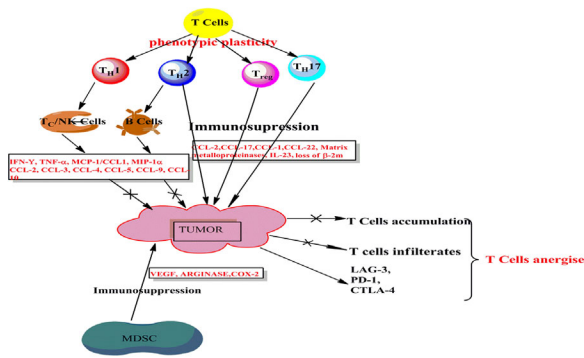 T Cells
phenotypic plasticity
TH1
TH2
Treg
TH17
TC/NK Cells
B Cells
Immunosupression
CCL-2,CCL-17,CCL-1,CCL-22, Matrix
metalloproteinases, IL-23, loss of β-2m
IFN-Y, TNF-α, MCP-1/CCL1, MIP-1α
CCL-2, CCL-3, CCL-4, CCL-5, CCL-9, CCL-
10
TUMOR
T Cells accumulation
T cells infilterates
LAG-3,
PD-1,
CTLA-4
T Cells anergise
VEGF, ARGINASE,COX-2
Immunosuppression
MDSC